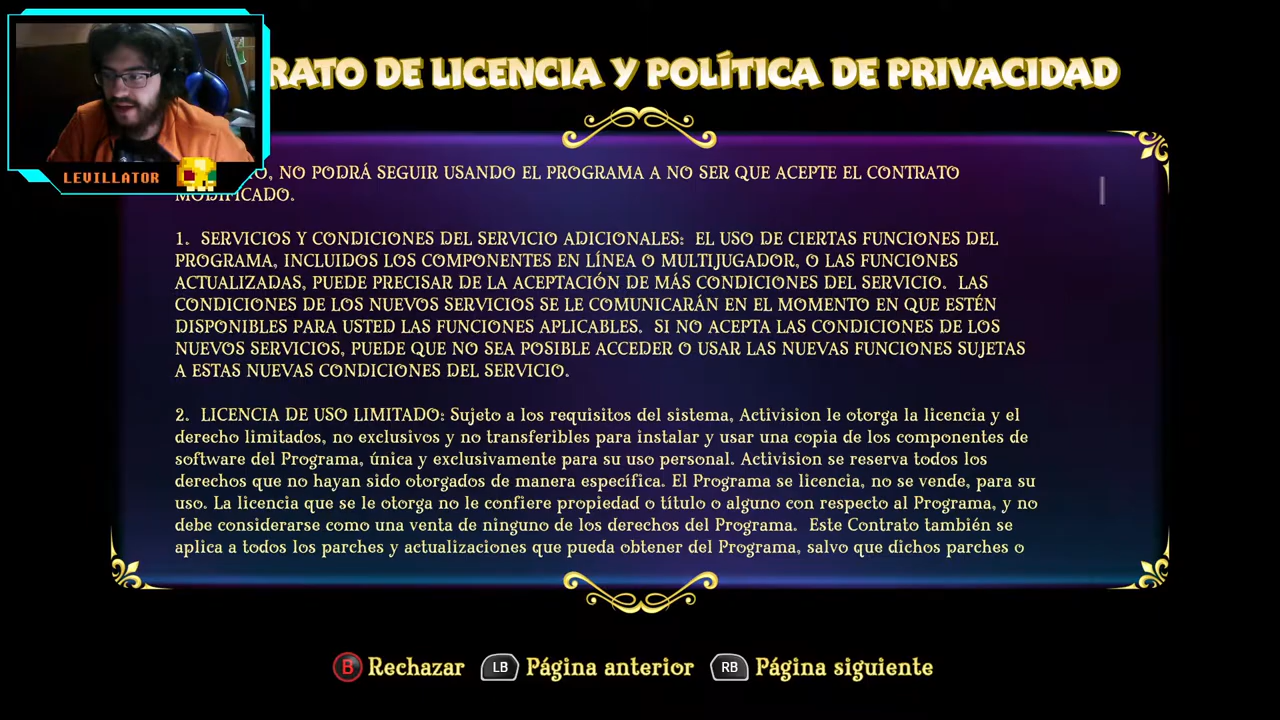 RATO DE LICENCIA Y POLÍTICA DE PRIVACIDAD
LEVILLATOR
, NO PODRÁ SEGUIR USANDO EL PROGRAMA A NO SER QUE ACEPTE EL CONTRATO
MODIFICADO.
1. SERVICIOS Y CONDICIONES DEL SERVICIO ADICIONALES: EL USO DE CIERTAS FUNCIONES DEL
PROGRAMA, INCLUIDOS LOS COMPONENTES EN LÍNEA O MULTIJUGADOR, O LAS FUNCIONES
ACTUALIZADAS, PUEDE PRECISAR DE LA ACEPTACIÓN DE MÁS CONDICIONES DEL SERVICIO. LAS
CONDICIONES DE LOS NUEVOS SERVICIOS SE LE COMUNICARÁN EN EL MOMENTO EN QUE ESTÉN
DISPONIBLES PARA USTED LAS FUNCIONES APLICABLES. SI NO ACEPTA LAS CONDICIONES DE LOS
NUEVOS SERVICIOS, PUEDE QUE NO SEA POSIBLE ACCEDER O USAR LAS NUEVAS FUNCIONES SUJETAS
A ESTAS NUEVAS CONDICIONES DEL SERVICIO.
2. LICENCIA DE USO LIMITADO: Sujeto a los requisitos del sistema, Activision le otorga la licencia y el
derecho limitados, no exclusivos y no transferibles para instalar y usar una copia de los componentes de
software del Programa, única y exclusivamente para su uso personal. Activision se reserva todos los
derechos que no hayan sido otorgados de manera específica. El Programa se licencia, no se vende, para su
uso. La licencia que se le otorga no le confiere propiedad o título o alguno con respecto al Programa, y no
debe considerarse como una venta de ninguno de los derechos del Programa. Este Contrato también se
aplica a todos los parches y actualizaciones que pueda obtener del Programa, salvo que dichos parches o
B Rechazar LB Página anterior RB Página siguiente